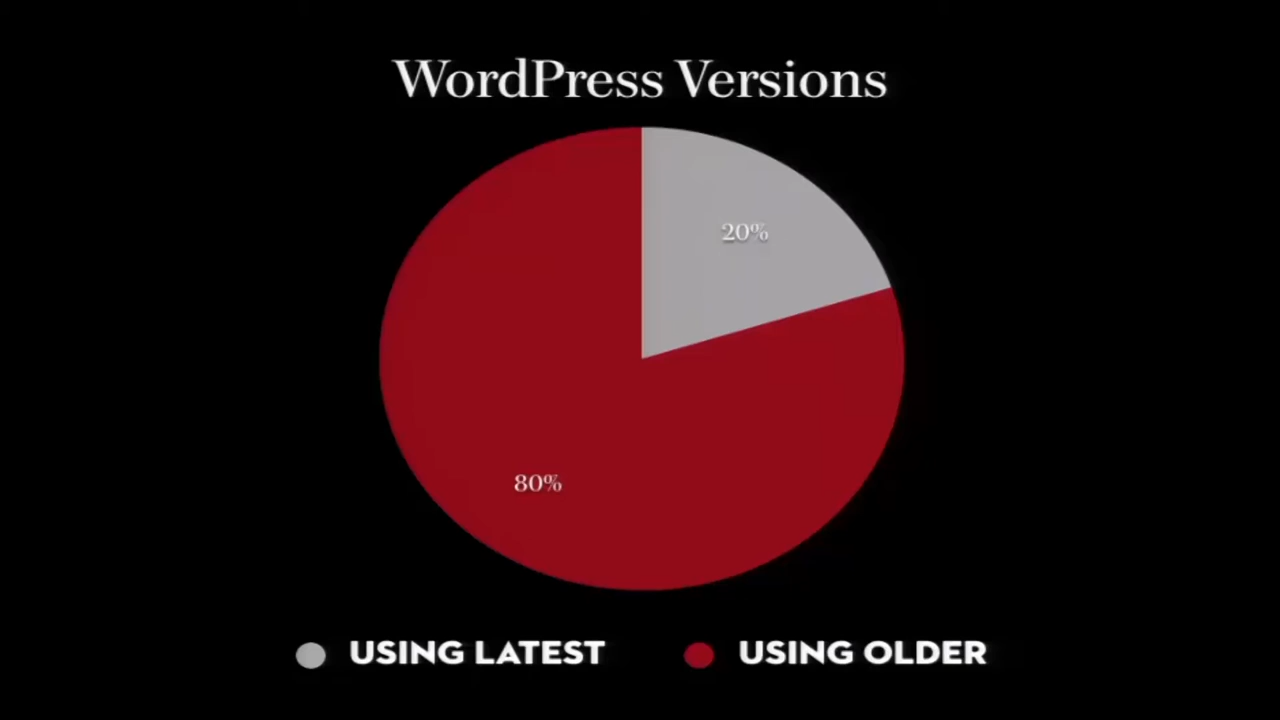 WordPress Versions
20%
80%
USING LATEST
USING OLDER